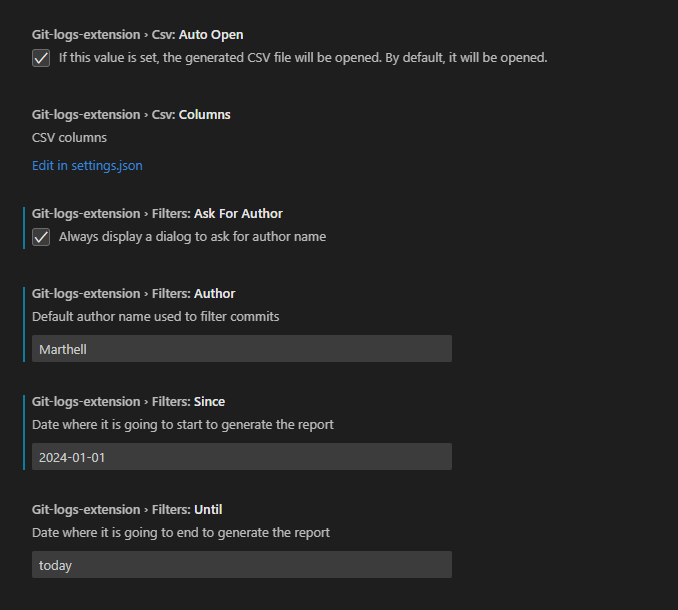 Git-logs-extension › Csv: Auto Open
If this value is set, the generated CSV file will be opened. By default, it will be opened.
Git-logs-extension › Csv: Columns
CSV columns
Edit in settings.json
Git-logs-extension › Filters: Ask For Author
Always display a dialog to ask for author name
Git-logs-extension › Filters: Author
Default author name used to filter commits
Marthell
Git-logs-extension › Filters: Since
Date where it is going to start to generate the report
2024-01-01
Git-logs-extension › Filters: Until
Date where it is going to end to generate the report
today